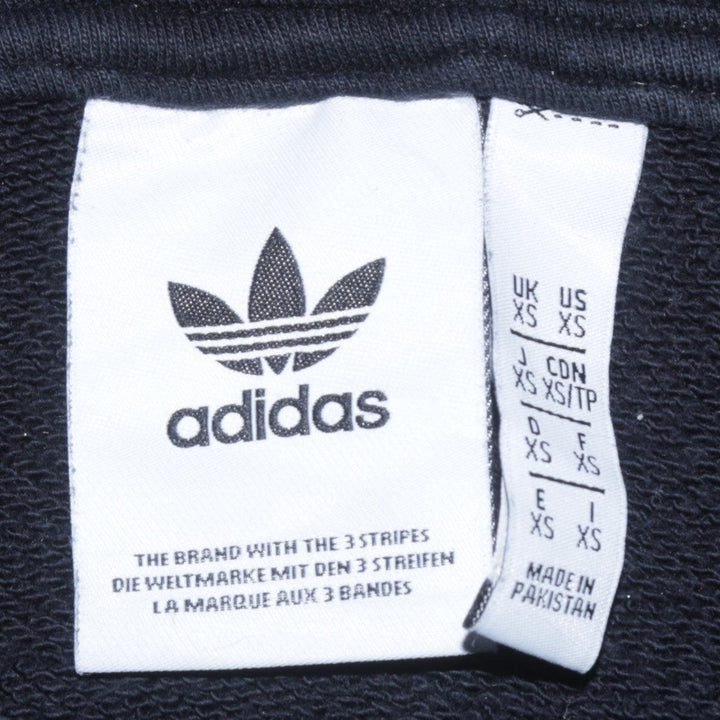 adidas
THE BRAND WITH THE 3 STRIPES
DIE WELTMARKE MIT DEN 3 STREIFEN
LA MARQUE AUX 3 BANDES
UK US
XS XS
J CDN
XS XS/TP
D F
XS XS
E I
XS XS
MADE IN
PAKISTAN